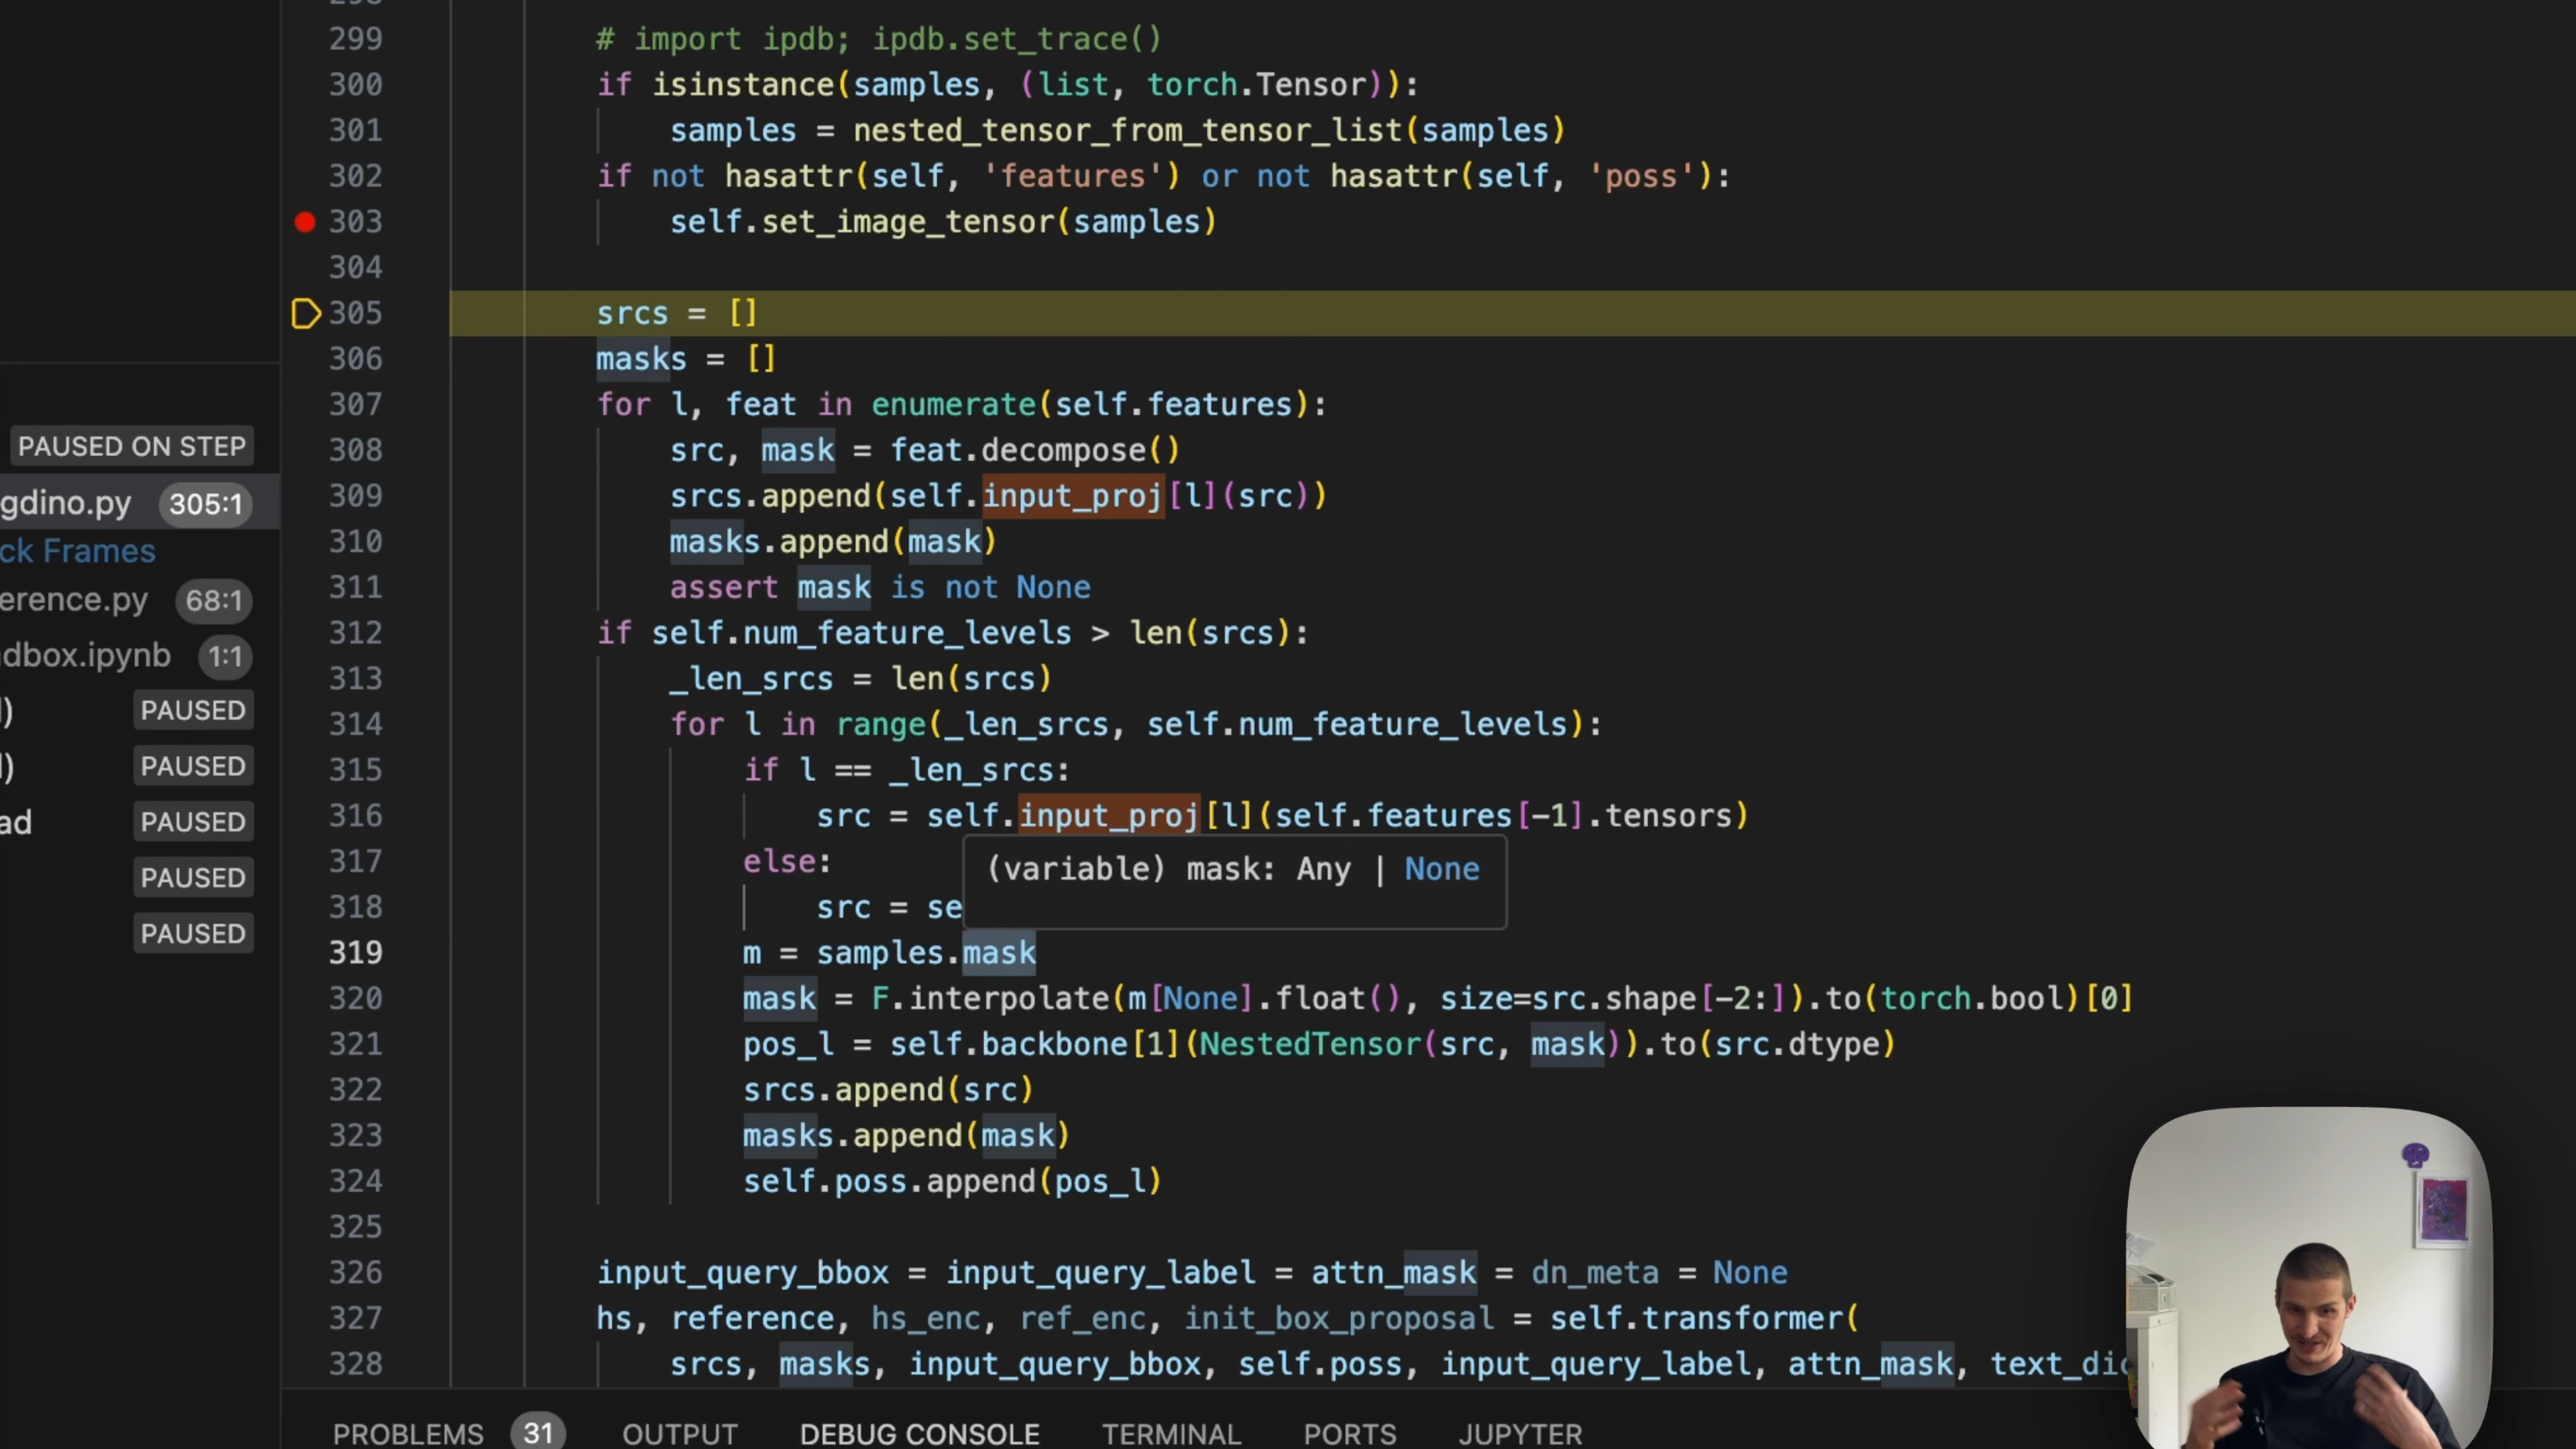 299 # import ipdb; ipdb.set_trace()
300 if isinstance(samples, (list, torch.Tensor)):
301 samples = nested_tensor_from_tensor_list(samples)
302 if not hasattr(self, 'features') or not hasattr(self, 'poss'):
303 self.set_image_tensor(samples)
304
305 srcs = []
306 masks = []
307 for l, feat in enumerate(self.features):
PAUSED ON STEP
308 src, mask = feat.decompose()
gdino.py 305:1
309 srcs.append(self.input_proj[l](src))
ck Frames
310 masks.append(mask)
erence.py 68:1
311 assert mask is not None
312 if self.num_feature_levels > len(srcs):
dbox.ipynb 1:1
313 _len_srcs = len(srcs)
l) PAUSED
314 for l in range(_len_srcs, self.num_feature_levels):
l) PAUSED
315 if l == _len_srcs:
316 src = self.input_proj[l](self.features[-1].tensors)
ad PAUSED
317 else:
(variable) mask: Any | None
PAUSED
318 src = se
PAUSED
319 m = samples.mask
320 mask = F.interpolate(m[None].float(), size=src.shape[-2:]).to(torch.bool)[0]
321 pos_l = self.backbone[1](NestedTensor(src, mask)).to(src.dtype)
322 srcs.append(src)
323 masks.append(mask)
324 self.poss.append(pos_l)
325
326 input_query_bbox = input_query_label = attn_mask = dn_meta = None
327 hs, reference, hs_enc, ref_enc, init_box_proposal = self.transformer(
328 srcs, masks, input_query_bbox, self.poss, input_query_label, attn_mask, text_dic
PROBLEMS 31 OUTPUT DEBUG CONSOLE TERMINAL PORTS JUPYTER